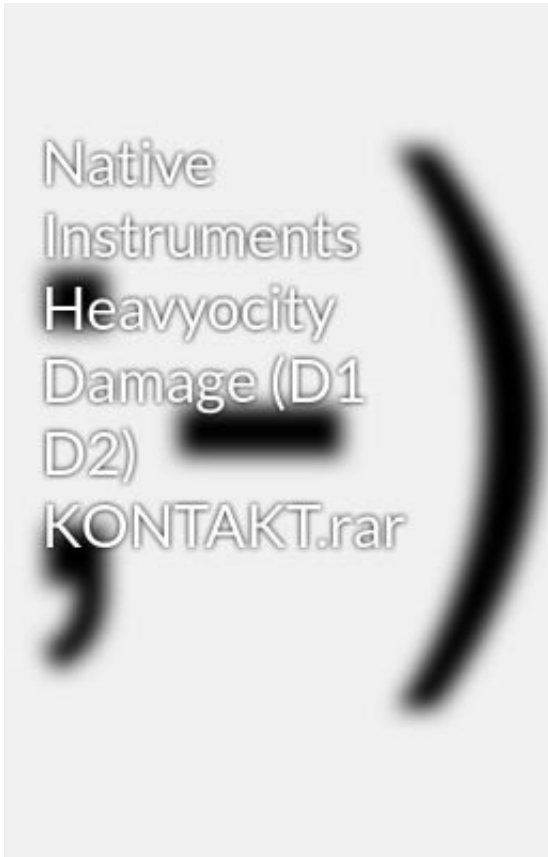 Native
Instruments
Heavyocity
Damage (D1
D2)
KONTAKT.rar
;-)